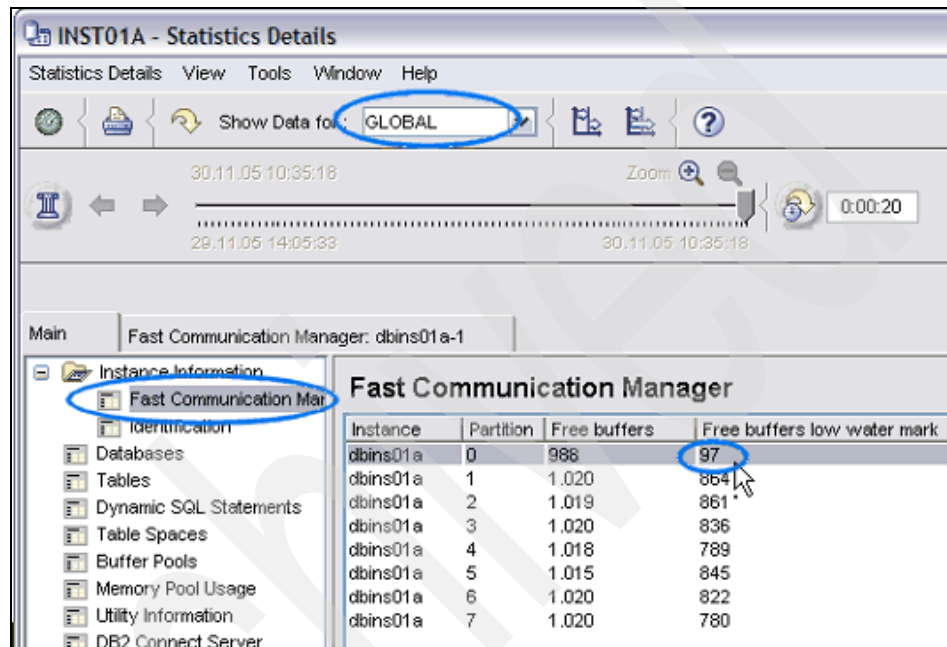 INST01A - Statistics Details
Statistics Details View Tools Window Help
Show Data for: GLOBAL
30.11.05 10:35:18 Zoom
0:00:20
29.11.05 14:05:33 30.11.05 10:35:18
Main Fast Communication Manager: dbins01a-1
Instance Information
Fast Communication Mar
Identification
Databases
Tables
Dynamic SQL Statements
Table Spaces
Buffer Pools
Memory Pool Usage
Utility Information
DB2 Connect Server
Fast Communication Manager
Instance Partition Free buffers Free buffers low water mark
dbins01a 0 988 97
dbins01a 1 1.020 864
dbins01a 2 1.019 861
dbins01a 3 1.020 836
dbins01a 4 1.018 789
dbins01a 5 1.015 845
dbins01a 6 1.020 822
dbins01a 7 1.020 780